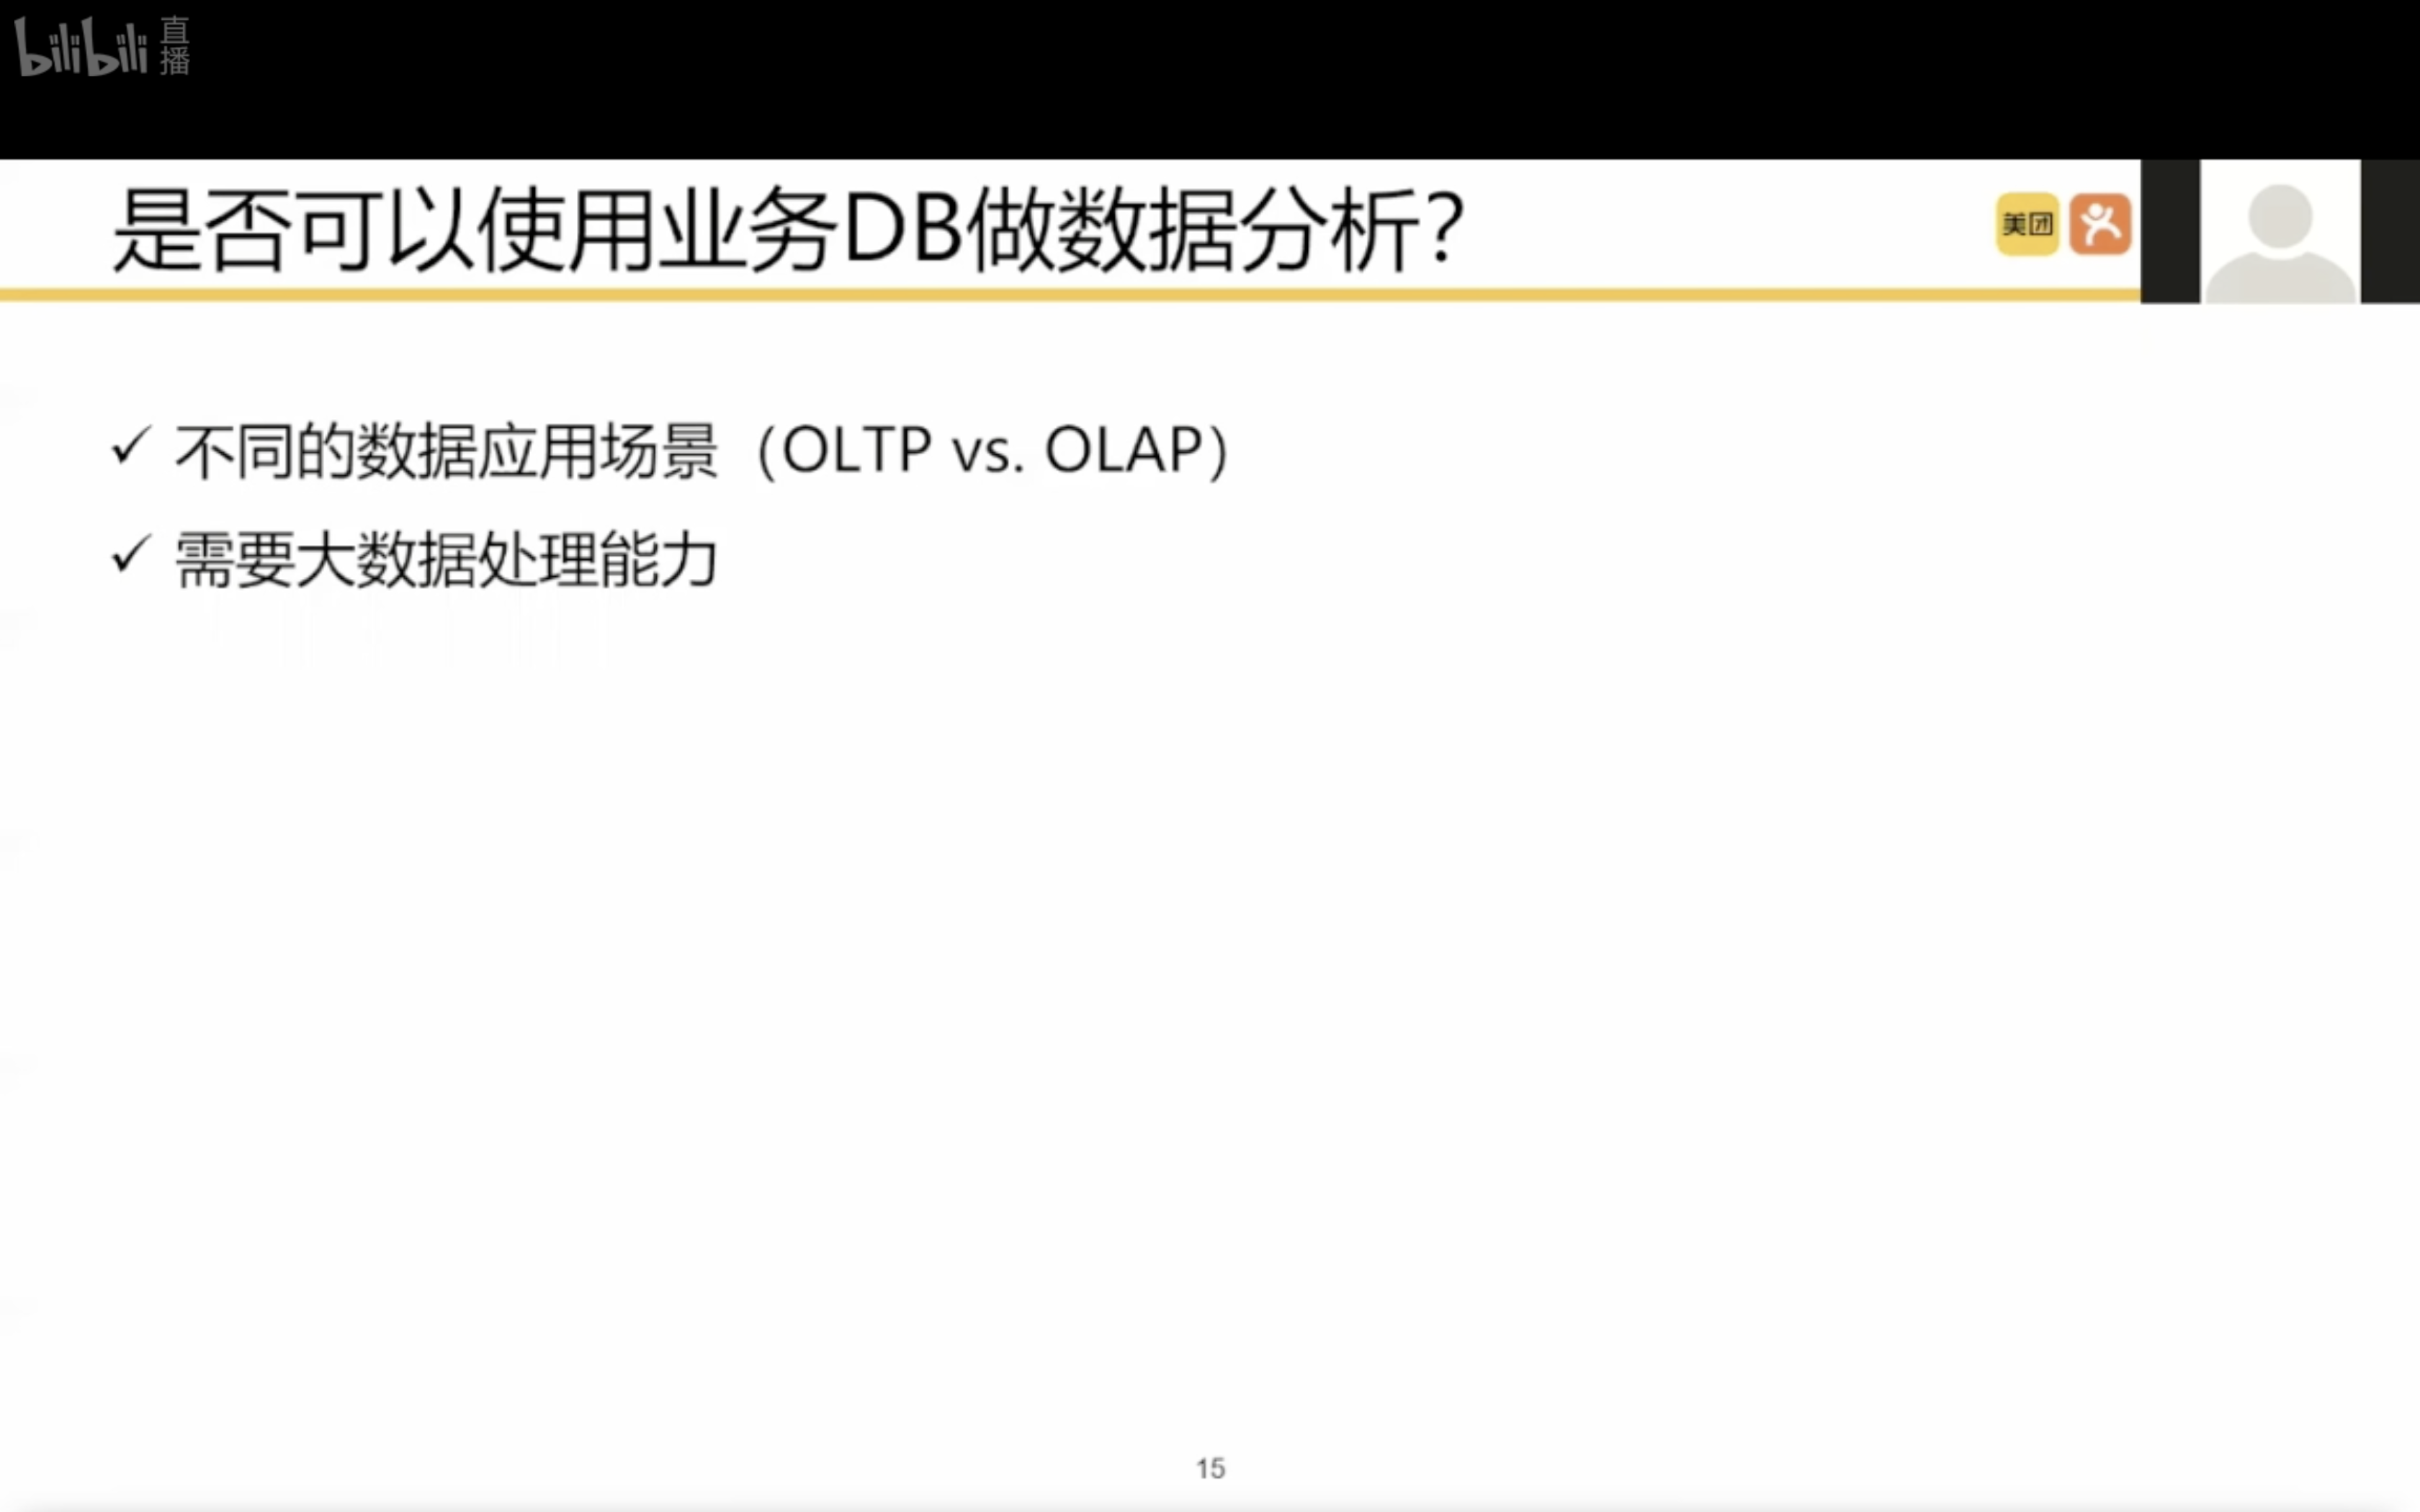 bilibili 直播
是否可以使用业务DB做数据分析？
美团
✓ 不同的数据应用场景（OLTP vs. OLAP）
✓ 需要大数据处理能力
15